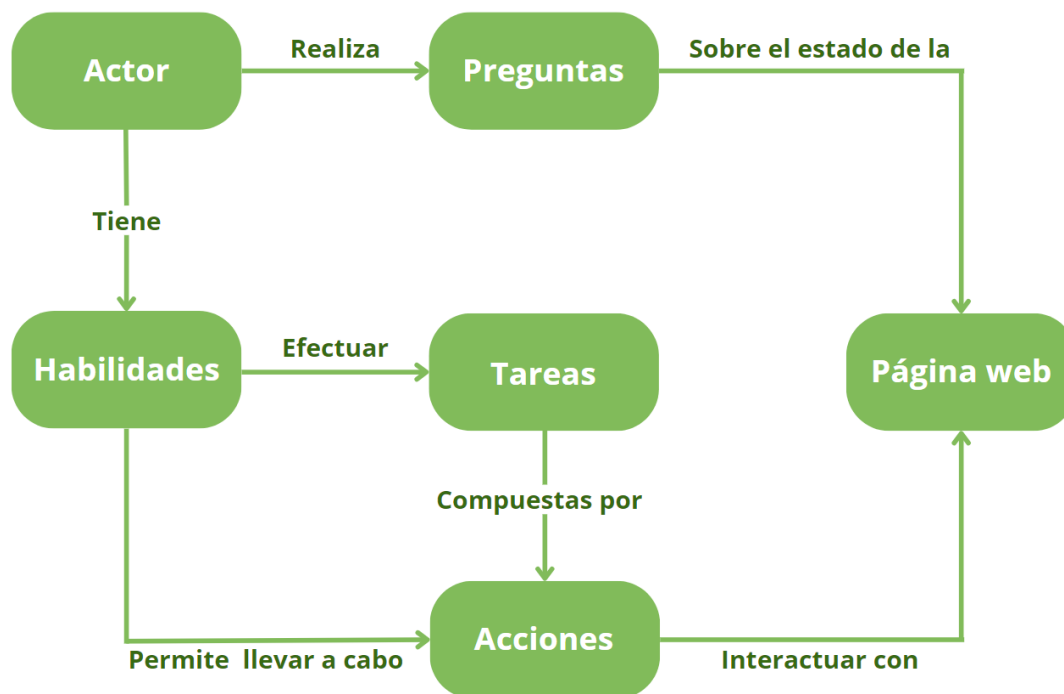 Actor
Realiza
Preguntas
Sobre el estado de la
Tiene
Habilidades
Efectuar
Tareas
Página web
Compuestas por
Permite llevar a cabo
Acciones
Interactuar con